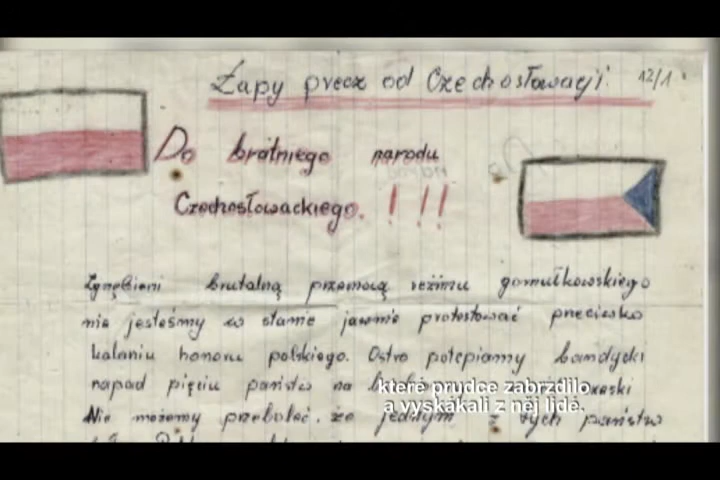 Łapy precz od Czechosłowacji. 12/1
Do bratniego narodu
Czechosłowackiego. !!!
Zgnębieni brutalną przemocą reżimu gomułkowskiego
nie jesteśmy w stanie jawnie protestować przeciwko
kalaniu honoru polskiego. Ostro potępiamy bandycki
napad pięciu państw na
Nie możemy przeboleć, że jednym z tych państw
které prudce zabrzdilo
a vyskákali z něj lidé.